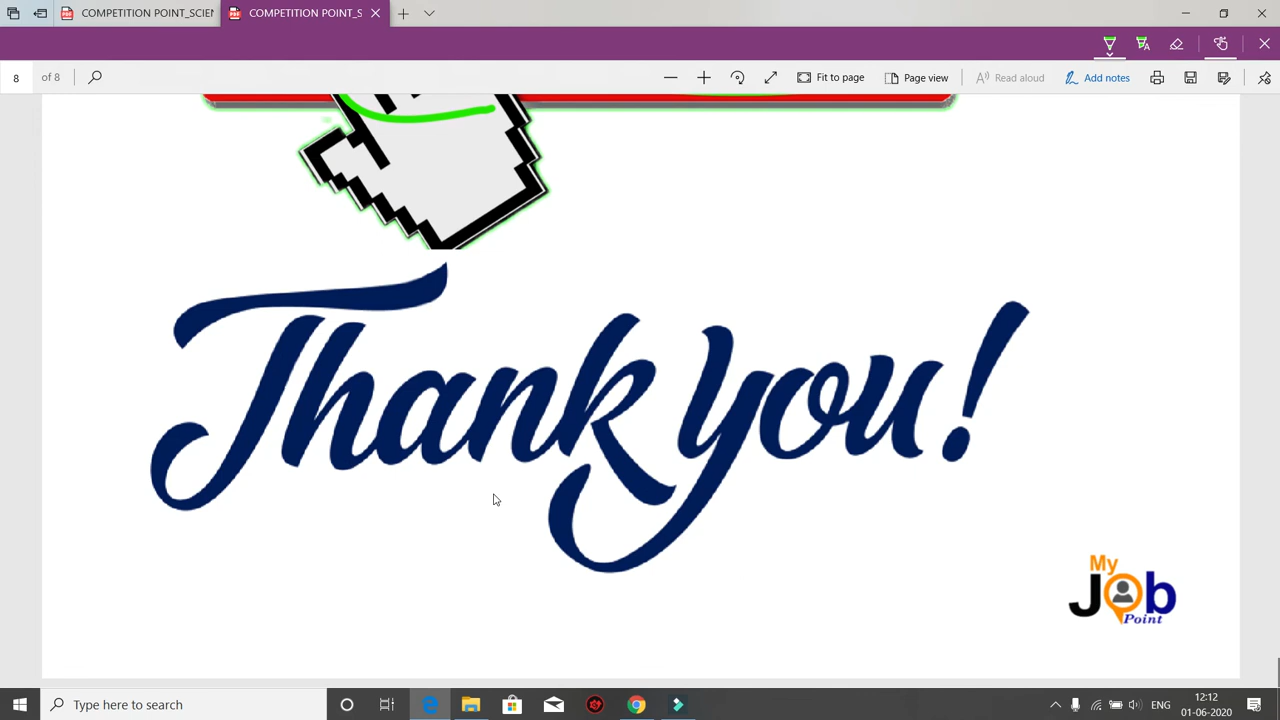 COMPETITION POINT_SCIEN
COMPETITION POINT_S
8 of 8
Fit to page
Page view
Read aloud
Add notes
Thank you!
My
Job
Point
Type here to search
ENG
12:12
01-06-2020